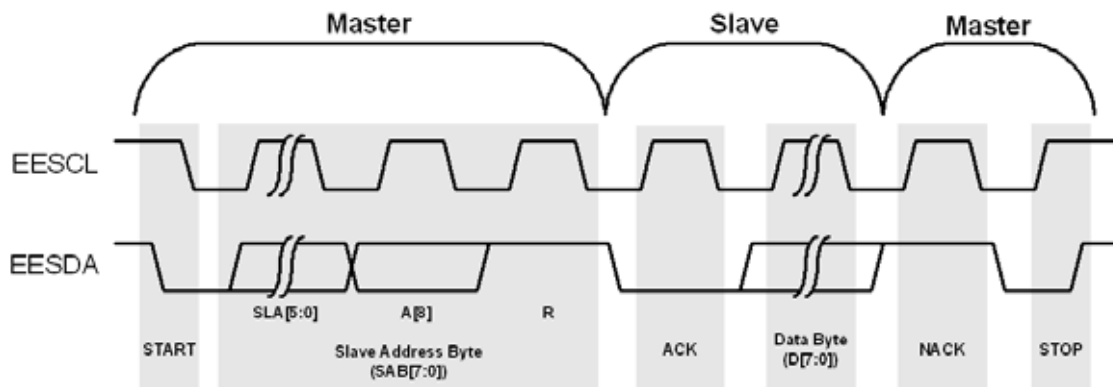 Master Slave Master
EESCL
EESDA
SLA[5:0] A[8] R
START Slave Address Byte ACK Data Byte NACK STOP
(SAB[7:0]) (D[7:0])